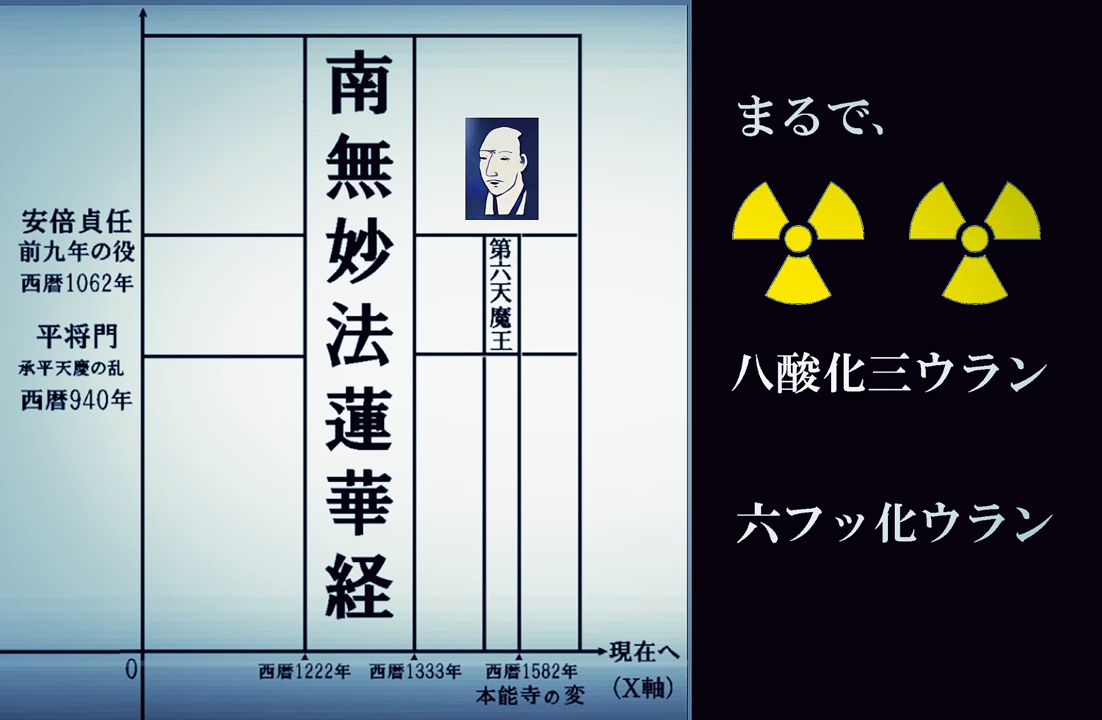 南無妙法蓮華経
第六天魔王
安倍貞任
前九年の役
西暦1062年
平将門
承平天慶の乱
西暦940年
0
西暦1222年
西暦1333年
西暦1582年
本能寺の変
現在へ
(X軸)
まるで、
八酸化三ウラン
六フッ化ウラン